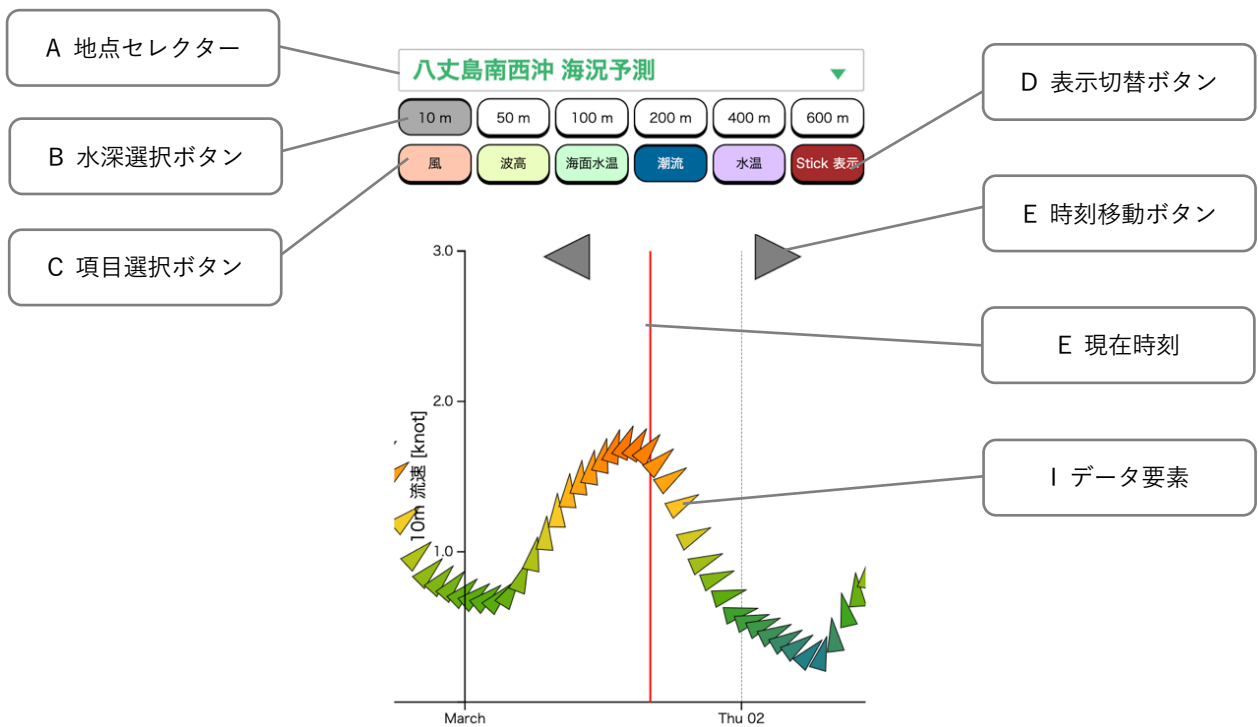 A 地点セレクター
B 水深選択ボタン
C 項目選択ボタン
八丈島南西沖 海況予測
10 m
50 m
100 m
200 m
400 m
600 m
風
波高
海面水温
潮流
水温
Stick 表示
D 表示切替ボタン
E 時刻移動ボタン
E 現在時刻
I データ要素
3.0
2.0
1.0
10m 流速 [knot]
March
Thu 02